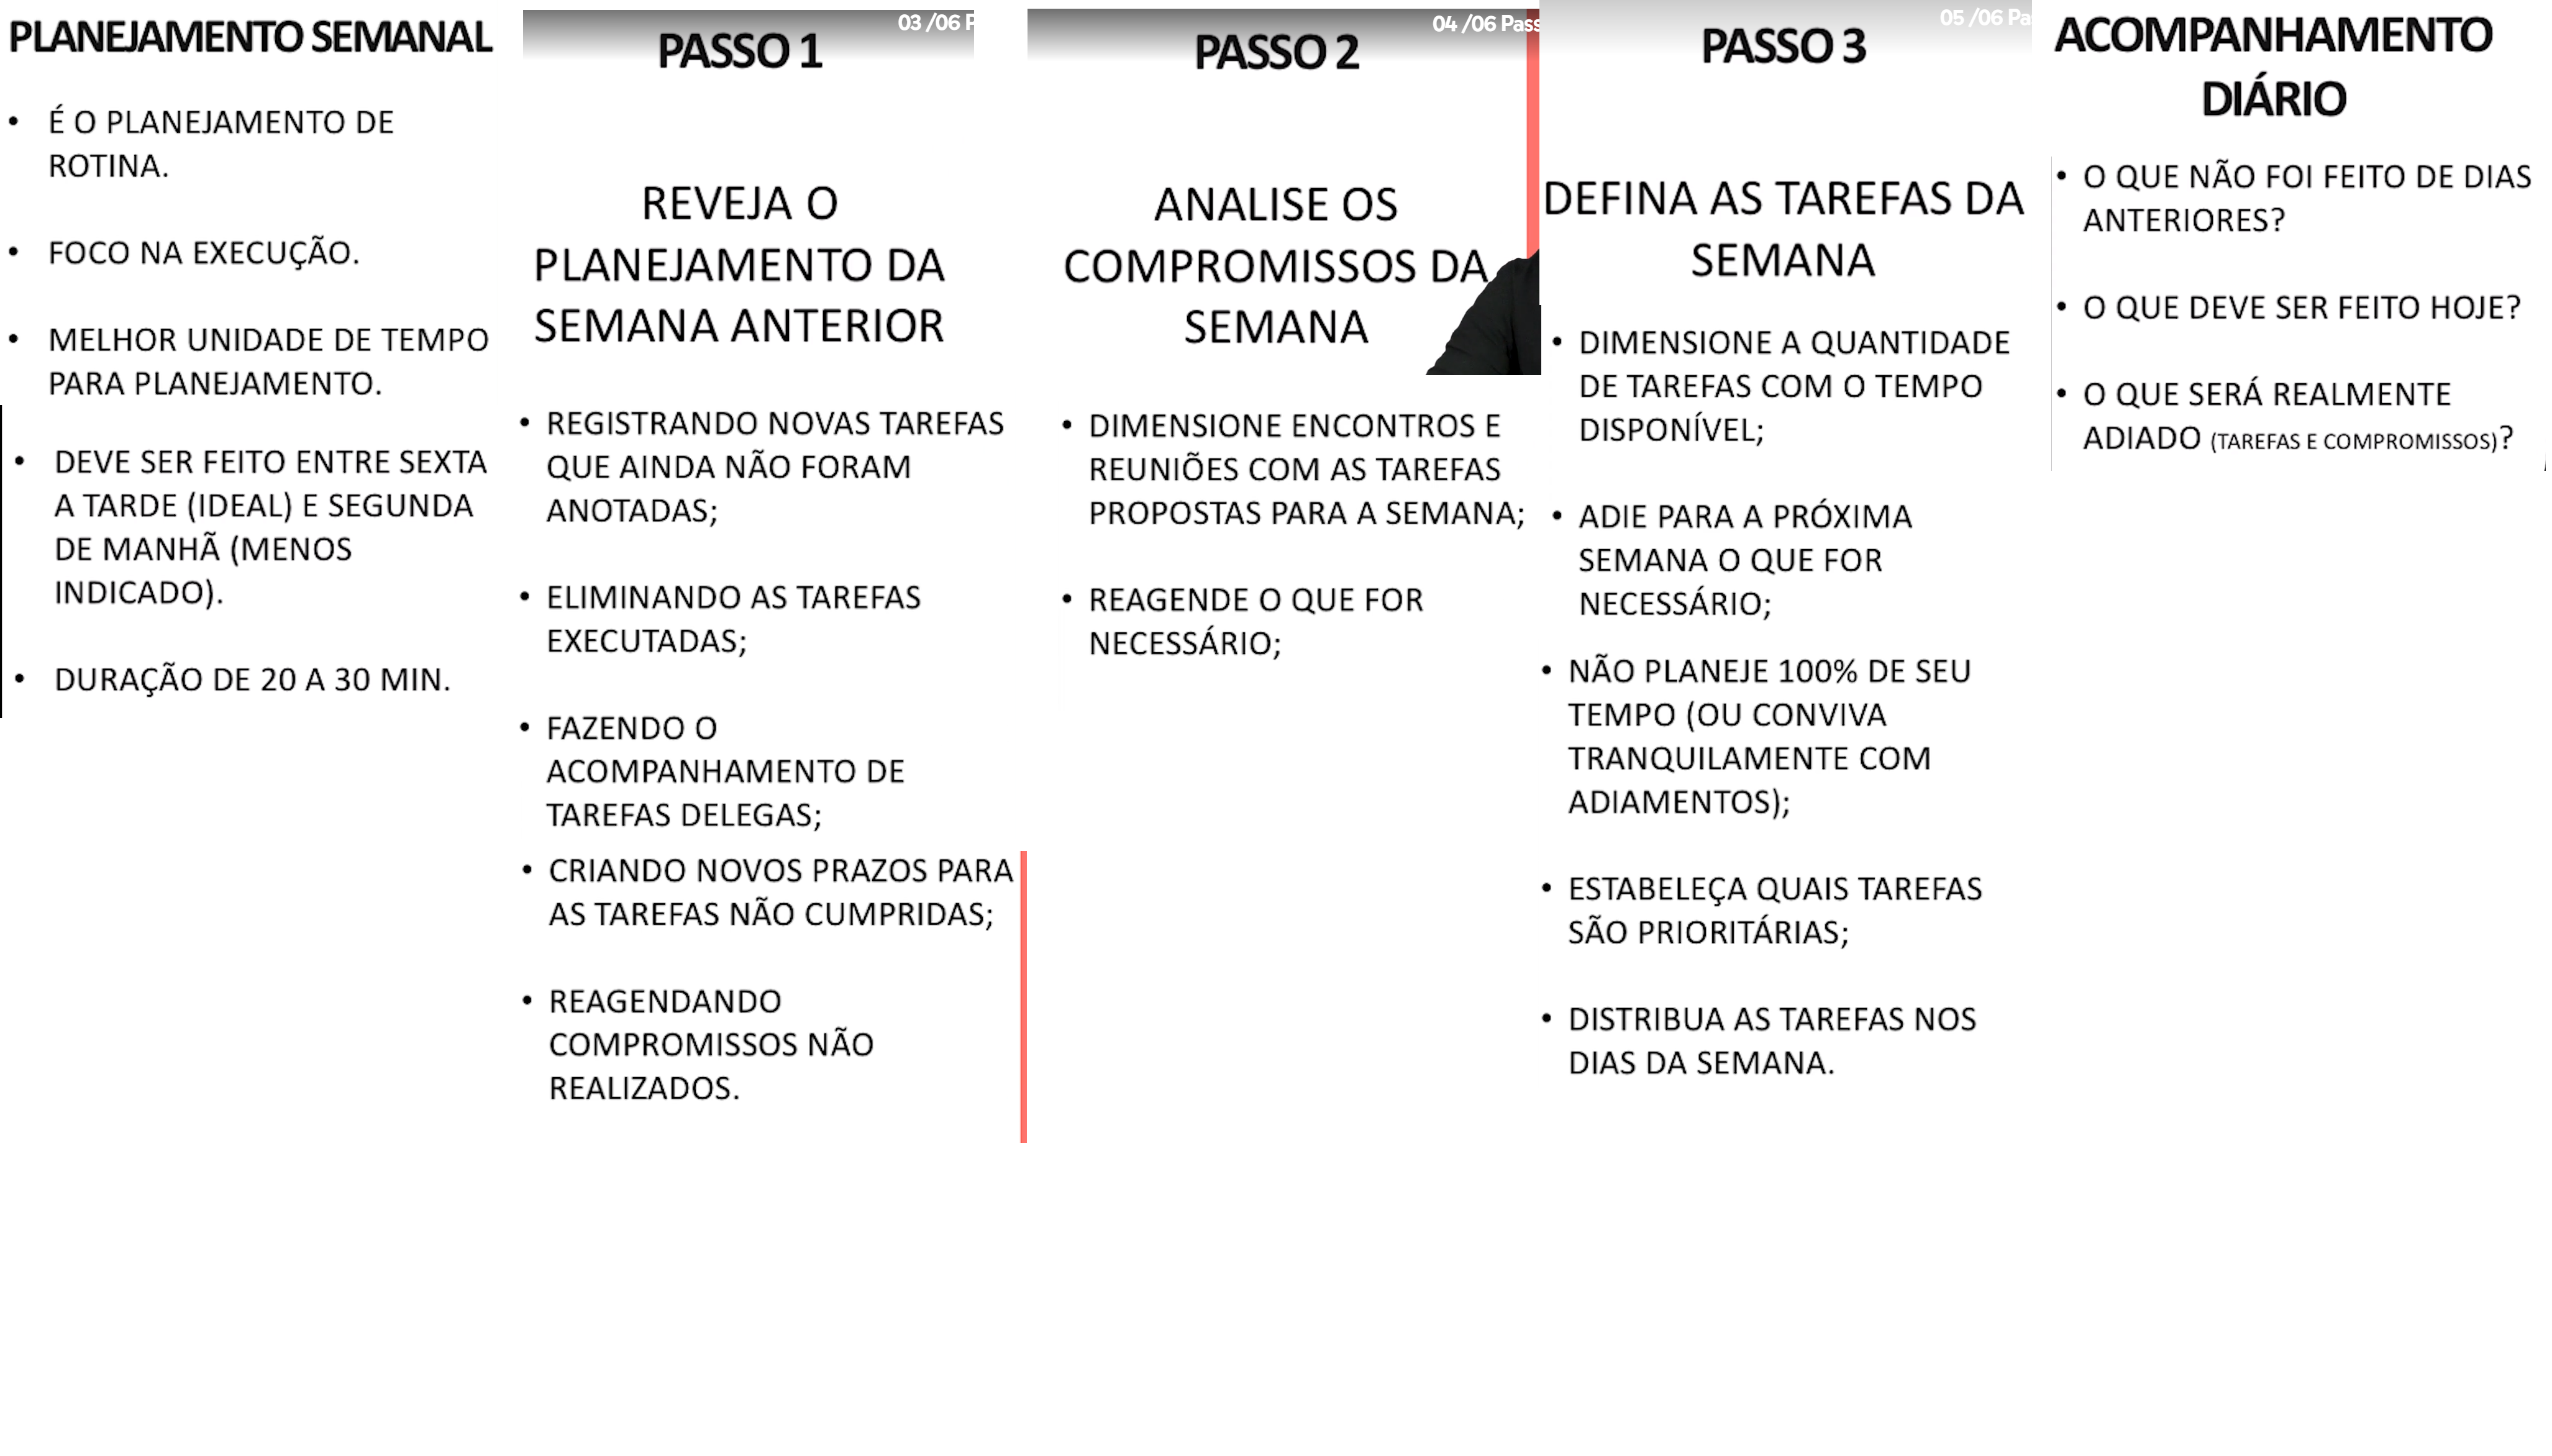 PLANEJAMENTO SEMANAL
• É O PLANEJAMENTO DE
ROTINA.
• FOCO NA EXECUÇÃO.
• MELHOR UNIDADE DE TEMPO
PARA PLANEJAMENTO.
• DEVE SER FEITO ENTRE SEXTA
A TARDE (IDEAL) E SEGUNDA
DE MANHÃ (MENOS
INDICADO).
• DURAÇÃO DE 20 A 30 MIN.
03 /06 P
PASSO 1
REVEJA O
PLANEJAMENTO DA
SEMANA ANTERIOR
• REGISTRANDO NOVAS TAREFAS
QUE AINDA NÃO FORAM
ANOTADAS;
• ELIMINANDO AS TAREFAS
EXECUTADAS;
• FAZENDO O
ACOMPANHAMENTO DE
TAREFAS DELEGAS;
• CRIANDO NOVOS PRAZOS PARA
AS TAREFAS NÃO CUMPRIDAS;
• REAGENDANDO
COMPROMISSOS NÃO
REALIZADOS.
04 /06 Pass
PASSO 2
ANALISE OS
COMPROMISSOS DA
SEMANA
• DIMENSIONE ENCONTROS E
REUNIÕES COM AS TAREFAS
PROPOSTAS PARA A SEMANA;
• REAGENDE O QUE FOR
NECESSÁRIO;
05 /06 Pa
PASSO 3
DEFINA AS TAREFAS DA
SEMANA
• DIMENSIONE A QUANTIDADE
DE TAREFAS COM O TEMPO
DISPONÍVEL;
• ADIE PARA A PRÓXIMA
SEMANA O QUE FOR
NECESSÁRIO;
• NÃO PLANEJE 100% DE SEU
TEMPO (OU CONVIVA
TRANQUILAMENTE COM
ADIAMENTOS);
• ESTABELEÇA QUAIS TAREFAS
SÃO PRIORITÁRIAS;
• DISTRIBUA AS TAREFAS NOS
DIAS DA SEMANA.
ACOMPANHAMENTO
DIÁRIO
• O QUE NÃO FOI FEITO DE DIAS
ANTERIORES?
• O QUE DEVE SER FEITO HOJE?
• O QUE SERÁ REALMENTE
ADIADO (TAREFAS E COMPROMISSOS)?